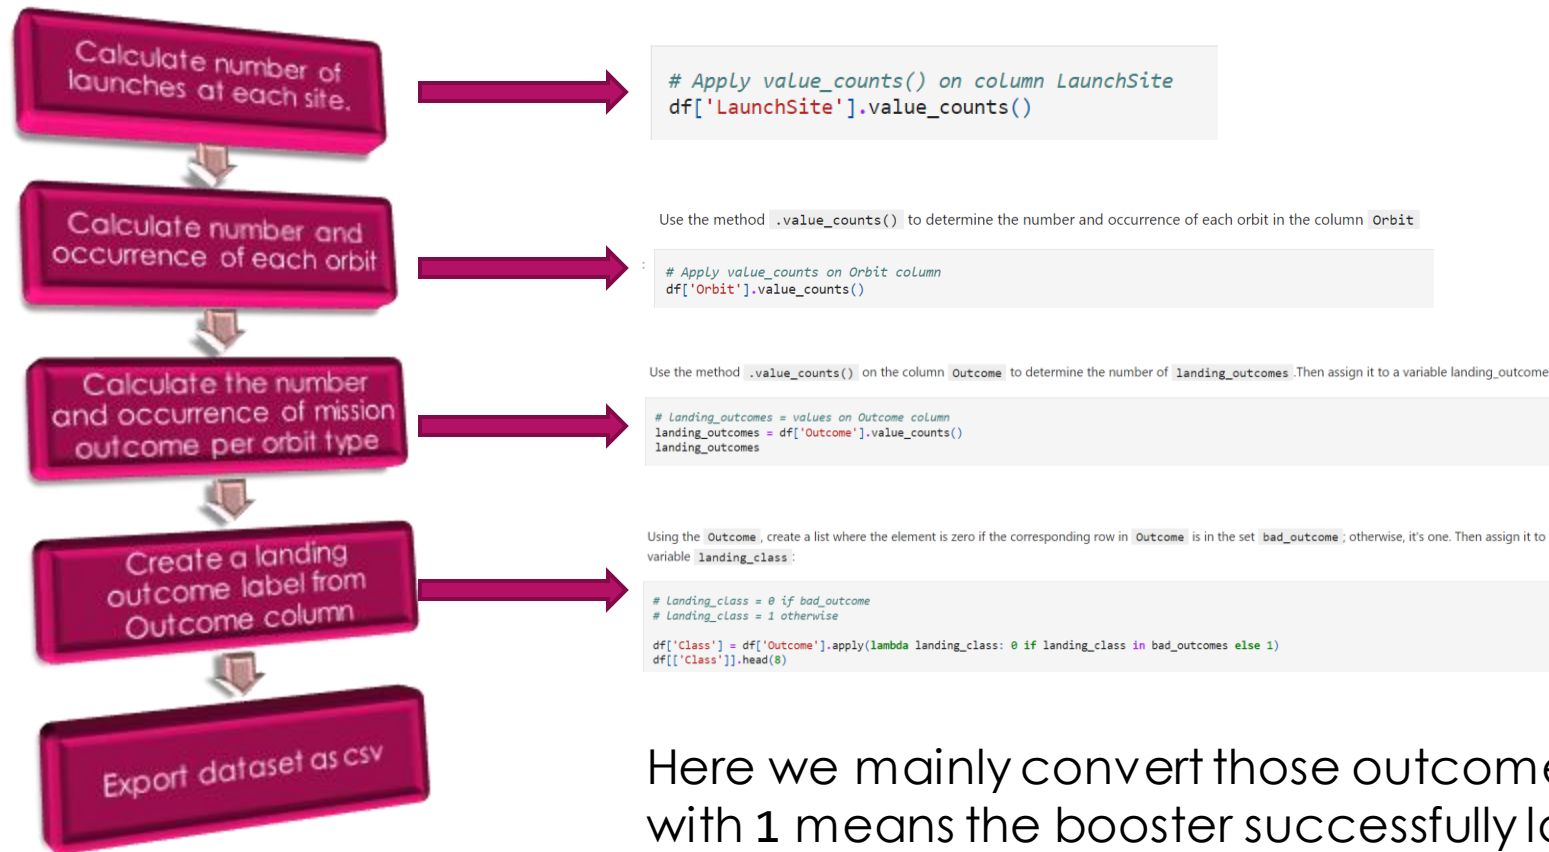 Calculate number of
launches at each site.
# Apply value_counts() on column LaunchSite
df['LaunchSite'].value_counts()
Calculate number and
occurrence of each orbit
Use the method .value_counts() to determine the number and occurrence of each orbit in the column Orbit
:
# Apply value_counts on Orbit column
df['Orbit'].value_counts()
Calculate the number
and occurrence of mission
outcome per orbit type
Use the method .value_counts() on the column Outcome to determine the number of landing_outcomes .Then assign it to a variable landing_outcome
# landing_outcomes = values on Outcome column
landing_outcomes = df['Outcome'].value_counts()
landing_outcomes
Create a landing
outcome label from
Outcome column
Using the Outcome , create a list where the element is zero if the corresponding row in Outcome is in the set bad_outcome ; otherwise, it's one. Then assign it to
variable landing_class :
# landing_class = 0 if bad_outcome
# landing_class = 1 otherwise
df['Class'] = df['Outcome'].apply(lambda landing_class: 0 if landing_class in bad_outcomes else 1)
df[['Class']].head(8)
Export dataset as csv
Here we mainly convert those outcome
with 1 means the booster successfully